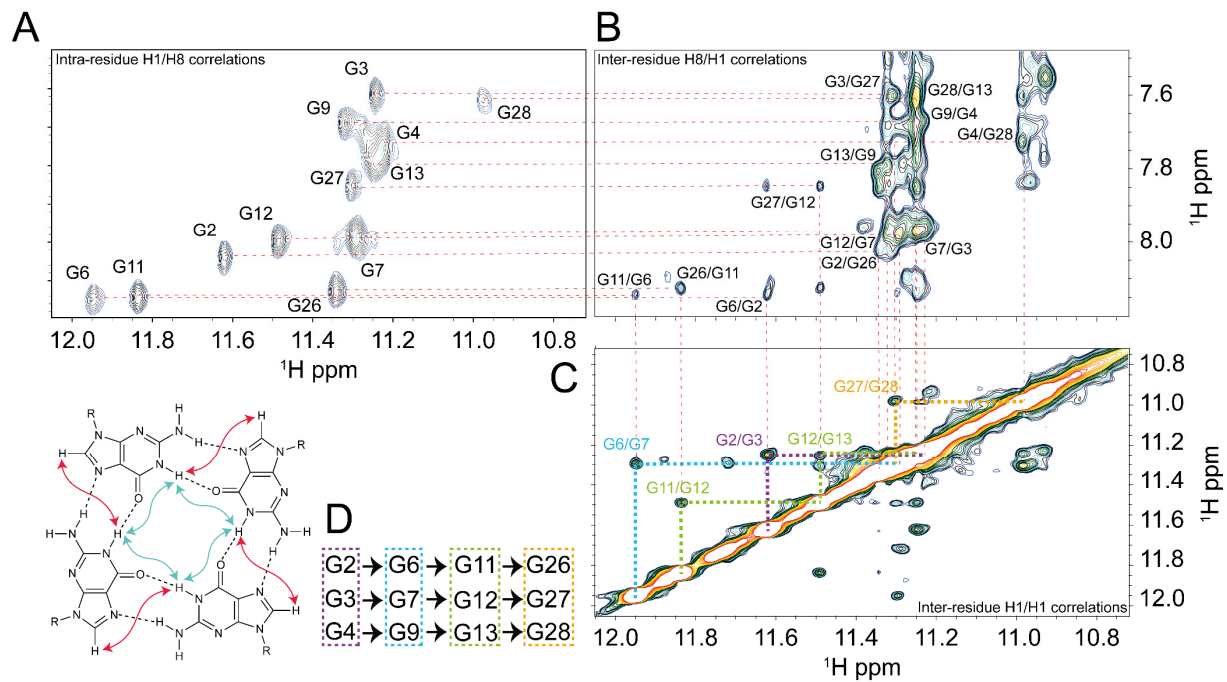 A
Intra-residue H1/H8 correlations
G3
G28
G9
G4
G13
G27
G12
G2
G7
G6
G11
G26
12.0
11.8
11.6
11.4
11.2
11.0
¹H ppm
B
Inter-residue H8/H1 correlations
G3/G27
G28/G13
G9/G4
G4/G28
G13/G9
G27/G12
G12/G7
G2/G26
G7/G3
G11/G6
G26/G11
G6/G2
7.6
7.8
8.0
¹H ppm
C
G27/G28
G6/G7
G2/G3
G12/G13
G11/G12
Inter-residue H1/H1 correlations
10.8
11.0
11.2
11.4
11.6
11.8
12.0
¹H ppm
12.0
11.8
11.6
11.4
11.2
11.0
¹H ppm
R
H
N
H
H
N
N
N
N
H
O
H
N
R
N
N
O
N
N
H
N
H
H
H
N
H
H
N
N
O
N
N
R
H
H
O
N
H
N
N
H
N
H
N
R
H
D
G2 → G6 → G11 → G26
G3 → G7 → G12 → G27
G4 → G9 → G13 → G28